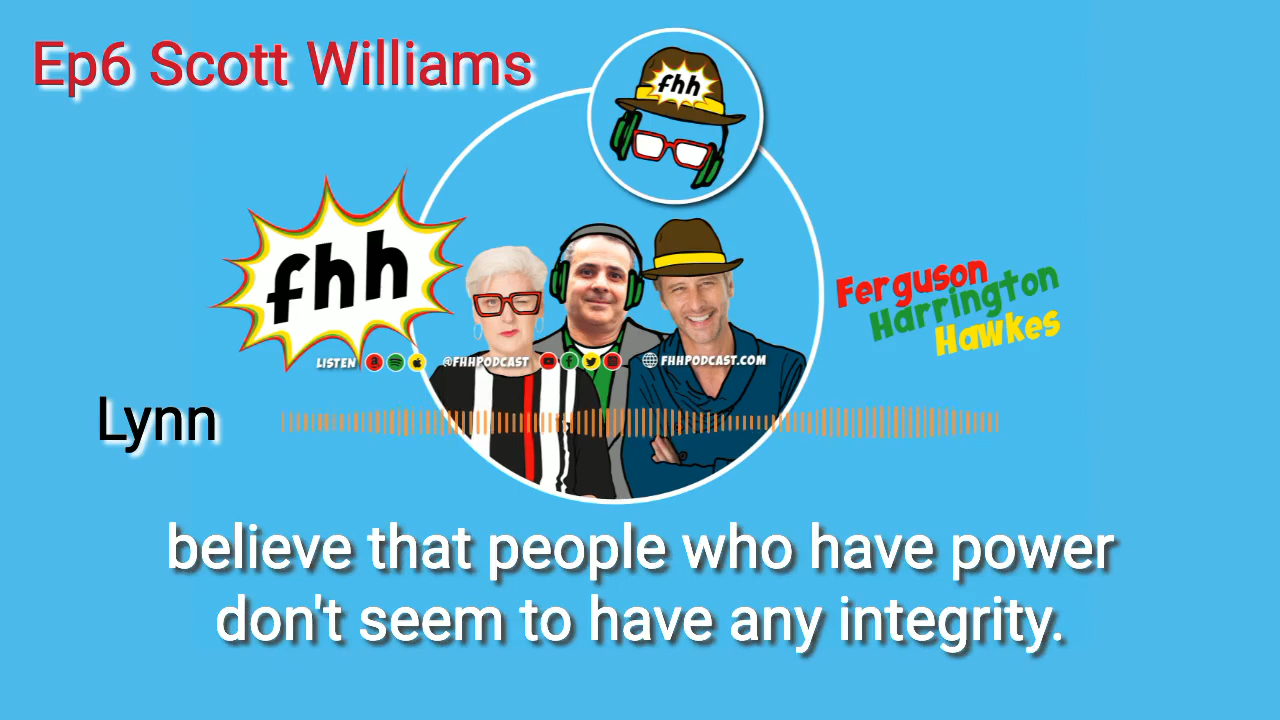 Ep6 Scott Williams
fhh
fhh
Ferguson
Harrington
Hawkes
LISTEN @FHHPODCAST FHHPODCAST.COM
Lynn
believe that people who have power
don't seem to have any integrity.